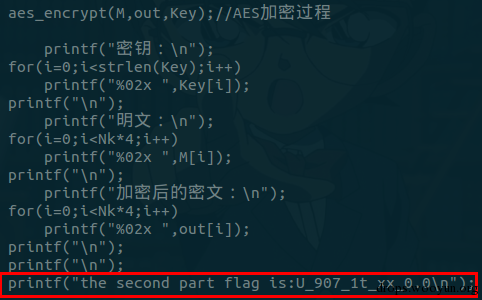 aes_encrypt(M,out,Key);//AES加密过程
printf("密钥：\n");
for(i=0;i<strlen(Key);i++)
printf("%02x ",Key[i]);
printf("\n");
printf("明文：\n");
for(i=0;i<Nk*4;i++)
printf("%02x ",M[i]);
printf("\n");
printf("加密后的密文：\n");
for(i=0;i<Nk*4;i++)
printf("%02x ",out[i]);
printf("\n");
printf("\n");
printf("the second part flag is:U_907_1t_xx_0.0\n");